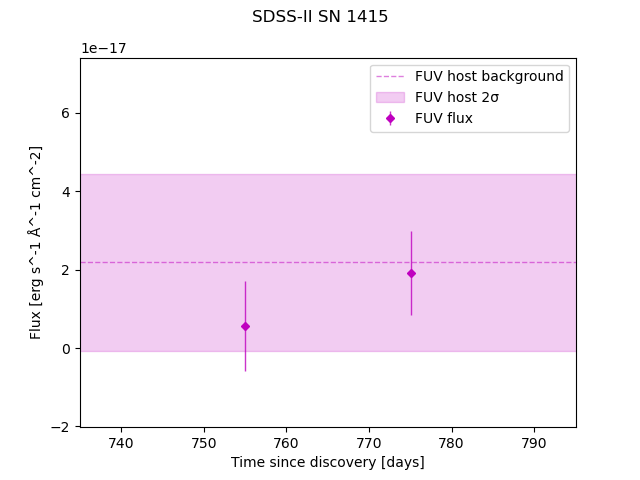 SDSS-II SN 1415
1e−17
FUV host background
FUV host 2σ
FUV flux
6
4
2
0
−2
Flux [erg s^-1 Å^-1 cm^-2]
740
750
760
770
780
790
Time since discovery [days]